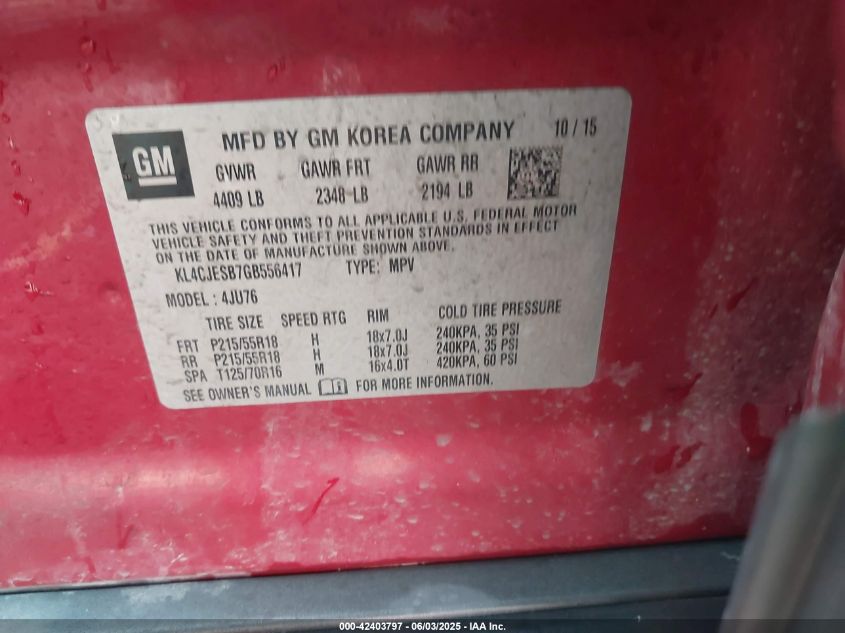 GM
MFD BY GM KOREA COMPANY 10 / 15
GVWR GAWR FRT GAWR RR
4409 LB 2348 LB 2194 LB
THIS VEHICLE CONFORMS TO ALL APPLICABLE U.S. FEDERAL MOTOR
VEHICLE SAFETY AND THEFT PREVENTION STANDARDS IN EFFECT
ON THE DATE OF MANUFACTURE SHOWN ABOVE.
KL4CJESB7GB556417 TYPE: MPV
MODEL: 4JU76
TIRE SIZE SPEED RTG RIM COLD TIRE PRESSURE
FRT P215/55R18 H 18x7.0J 240KPA, 35 PSI
RR P215/55R18 H 18x7.0J 240KPA, 35 PSI
SPA T125/70R16 M 16x4.0T 420KPA, 60 PSI
SEE OWNER'S MANUAL FOR MORE INFORMATION.
000-42403797 - 06/03/2025 - IAA Inc.